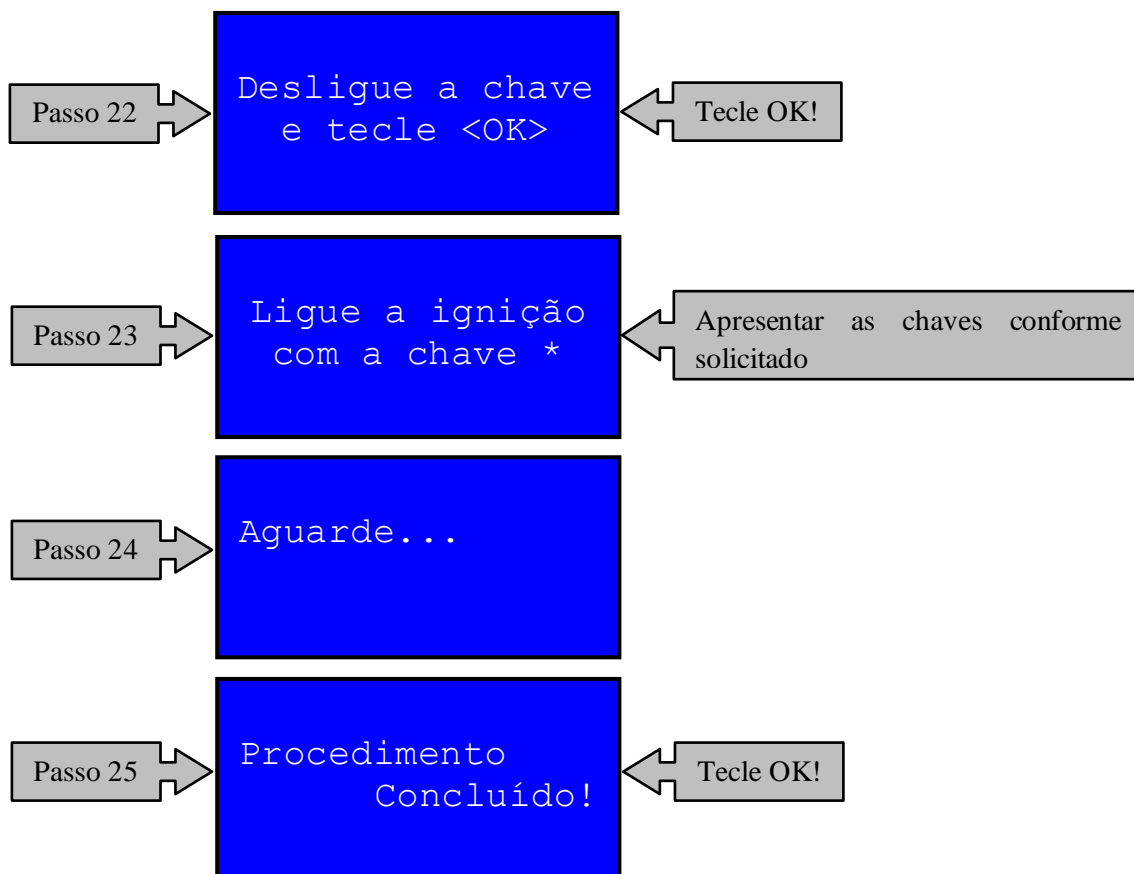 Passo 22
Desligue a chave
e tecle <OK>
Tecle OK!
Passo 23
Ligue a ignição
com a chave *
Apresentar as chaves conforme
solicitado
Passo 24
Aguarde...
Passo 25
Procedimento
Concluído!
Tecle OK!